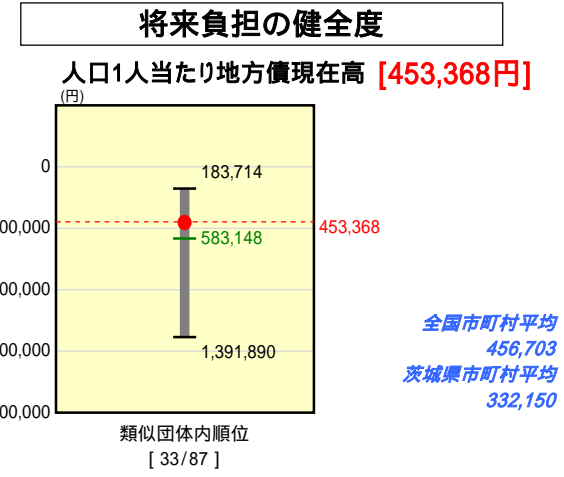 将来負担の健全度
人口1人当たり地方債現在高 [453,368円]
(円)
0
183,714
453,368
00,000
583,148
00,000
全国市町村平均
456,703
00,000
1,391,890
茨城県市町村平均
332,150
00,000
類似団体内順位
[ 33/87 ]